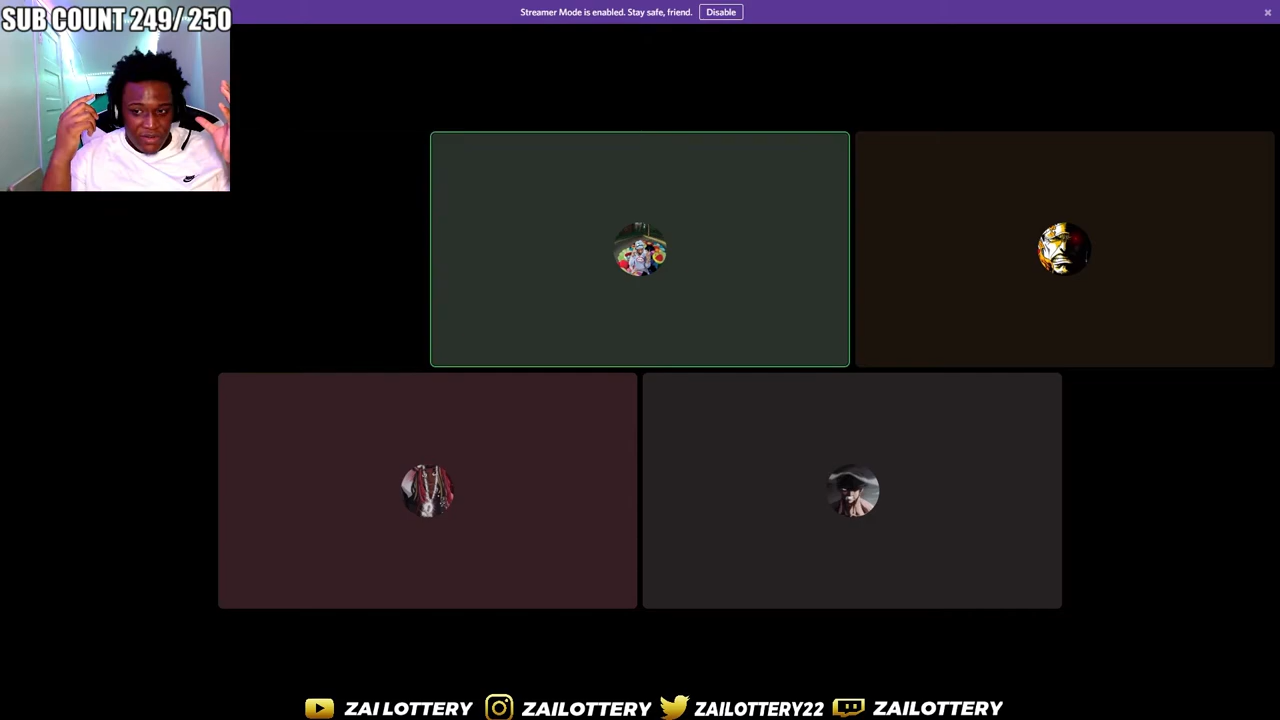 SUB COUNT 249/ 250
Streamer Mode is enabled. Stay safe, friend. Disable
ZAI LOTTERY ZAILOTTERY ZAILOTTERY22 ZAILOTTERY